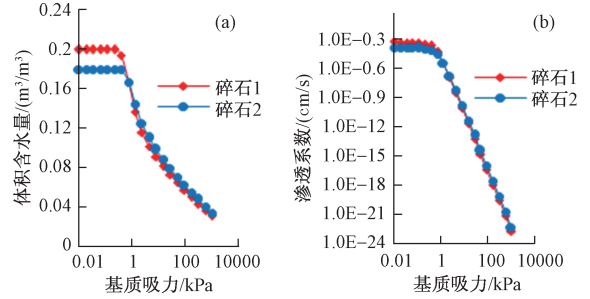 (a)
0.24
0.2
0.16
0.12
0.08
0.04
0
体积含水量/(m³/m³)
碎石1
碎石2
0.01 1 100 10000
基质吸力/kPa
(b)
1.0E−0.3
1.0E−0.6
1.0E−0.9
1.0E−12
1.0E−15
1.0E−18
1.0E−21
1.0E−24
渗透系数/(cm/s)
碎石1
碎石2
0.01 1 100 10000
基质吸力/kPa